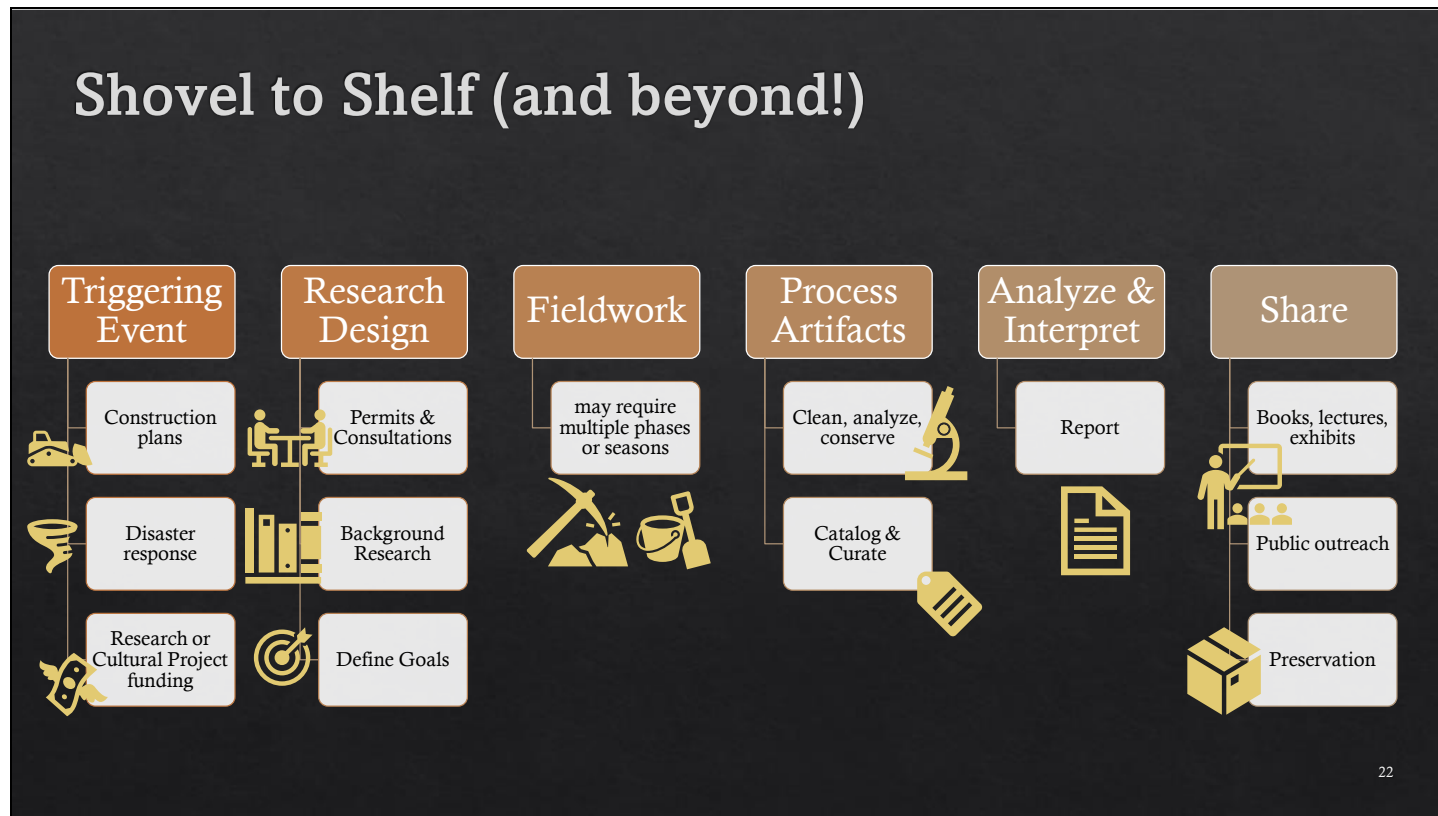 Shovel to Shelf (and beyond!)
Triggering
Event
Construction
plans
Disaster
response
Research or
Cultural Project
funding
Research
Design
Permits &
Consultations
Background
Research
Define Goals
Fieldwork
may require
multiple phases
or seasons
Process
Artifacts
Clean, analyze,
conserve
Catalog &
Curate
Analyze &
Interpret
Report
Share
Books, lectures,
exhibits
Public outreach
Preservation
22